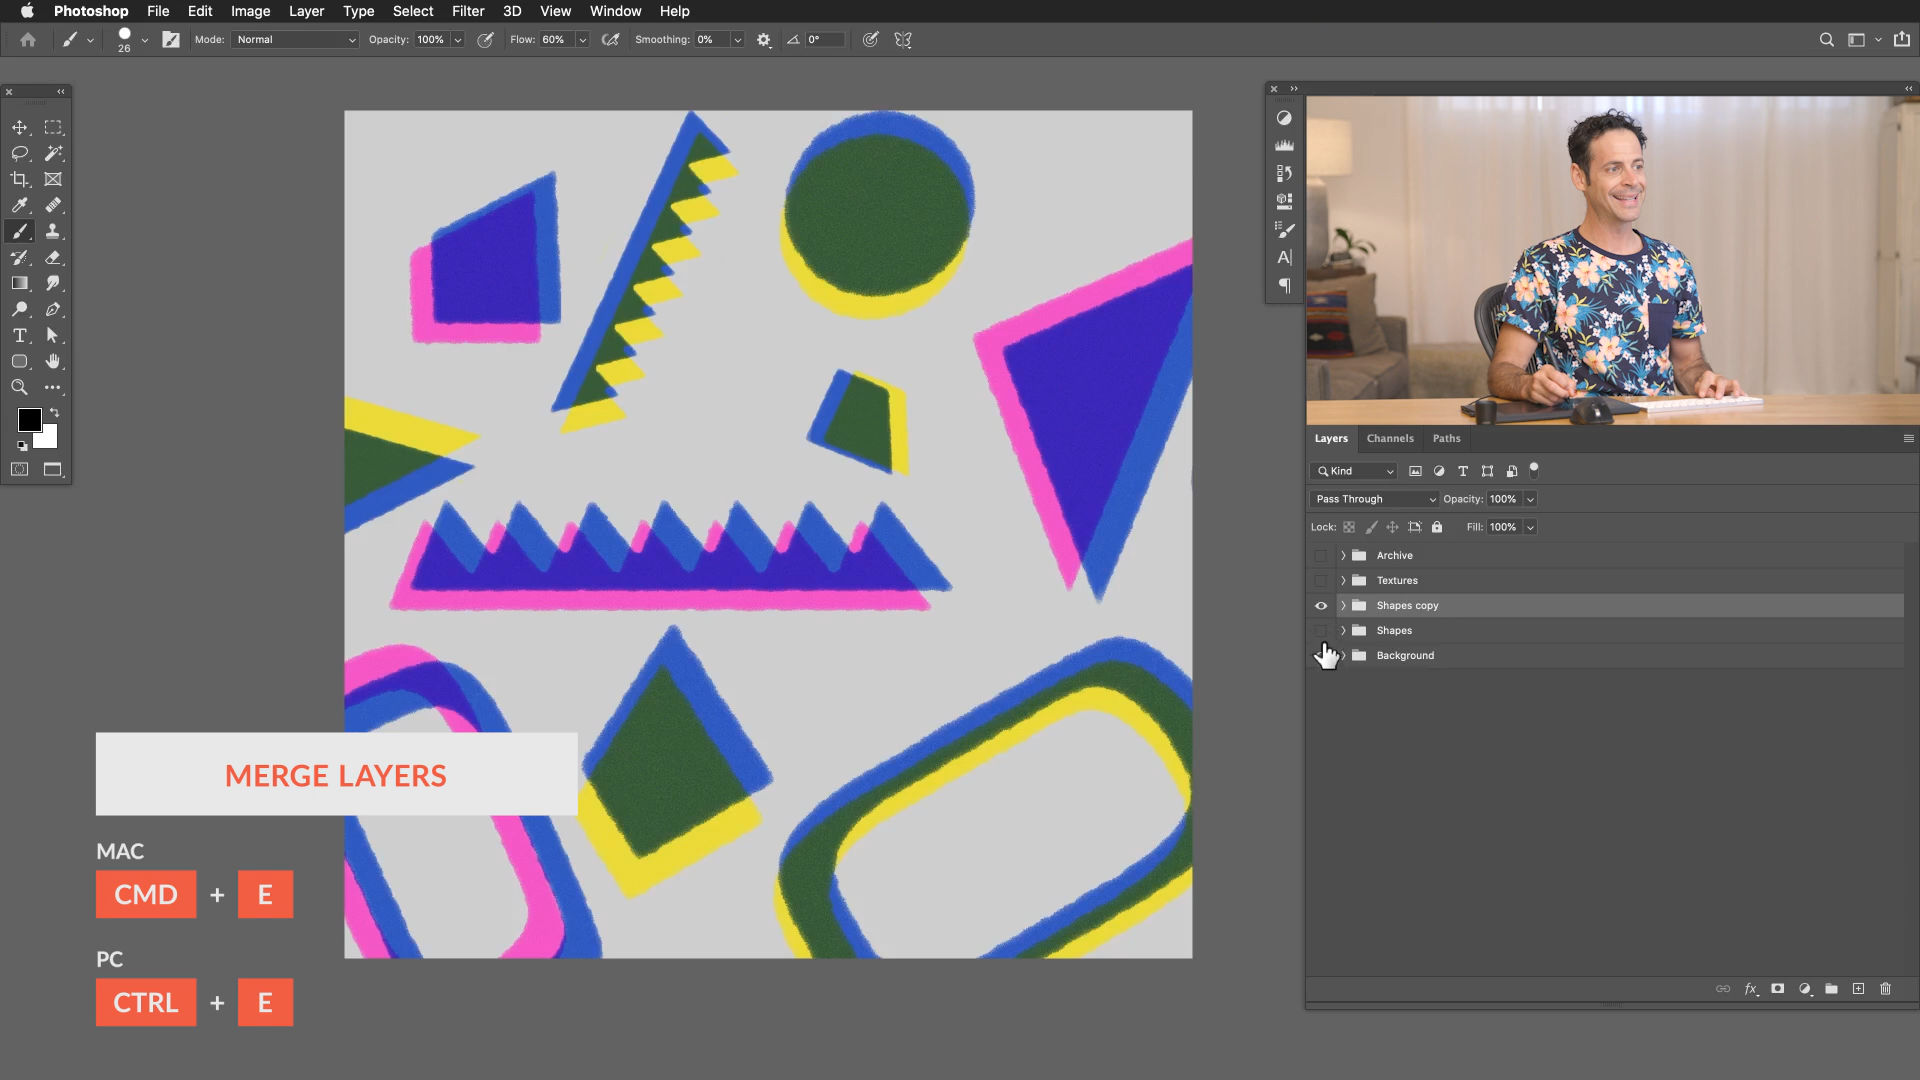 Photoshop File Edit Image Layer Type Select Filter 3D View Window Help
26 Mode: Normal Opacity: 100% Flow: 60% Smoothing: 0% 0°
Layers Channels Paths
Kind
Pass Through Opacity: 100%
Lock: Fill: 100%
Archive
Textures
Shapes copy
Shapes
Background
MERGE LAYERS
MAC
CMD + E
PC
CTRL + E